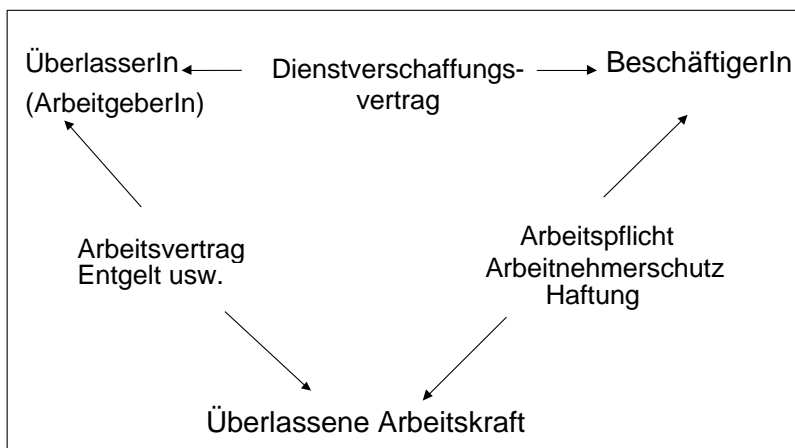 ÜberlasserIn
(ArbeitgeberIn)
Dienstverschaffungs-
vertrag
BeschäftigerIn
Arbeitsvertrag
Entgelt usw.
Arbeitspflicht
Arbeitnehmerschutz
Haftung
Überlassene Arbeitskraft